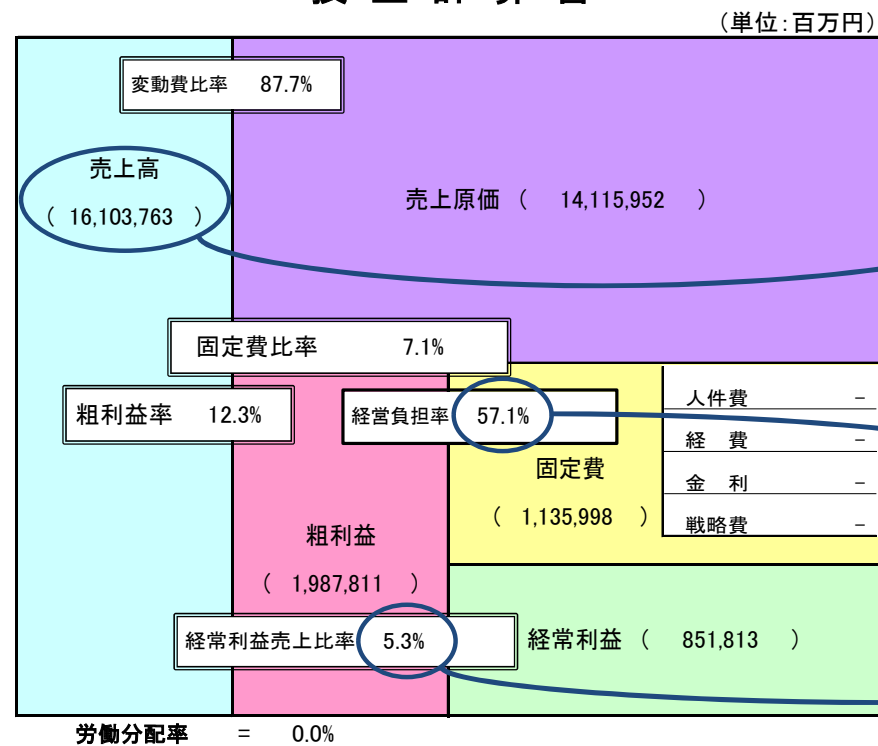 （単位：百万円）
変動費比率 87.7%
売上高
（ 16,103,763 ）
売上原価 （ 14,115,952 ）
固定費比率 7.1%
粗利益率 12.3%
経営負担率 57.1%
人件費 －
経 費 －
金 利 －
戦略費 －
固定費
（ 1,135,998 ）
粗利益
（ 1,987,811 ）
経常利益売上比率 5.3%
経常利益 （ 851,813 ）
労働分配率 = 0.0%